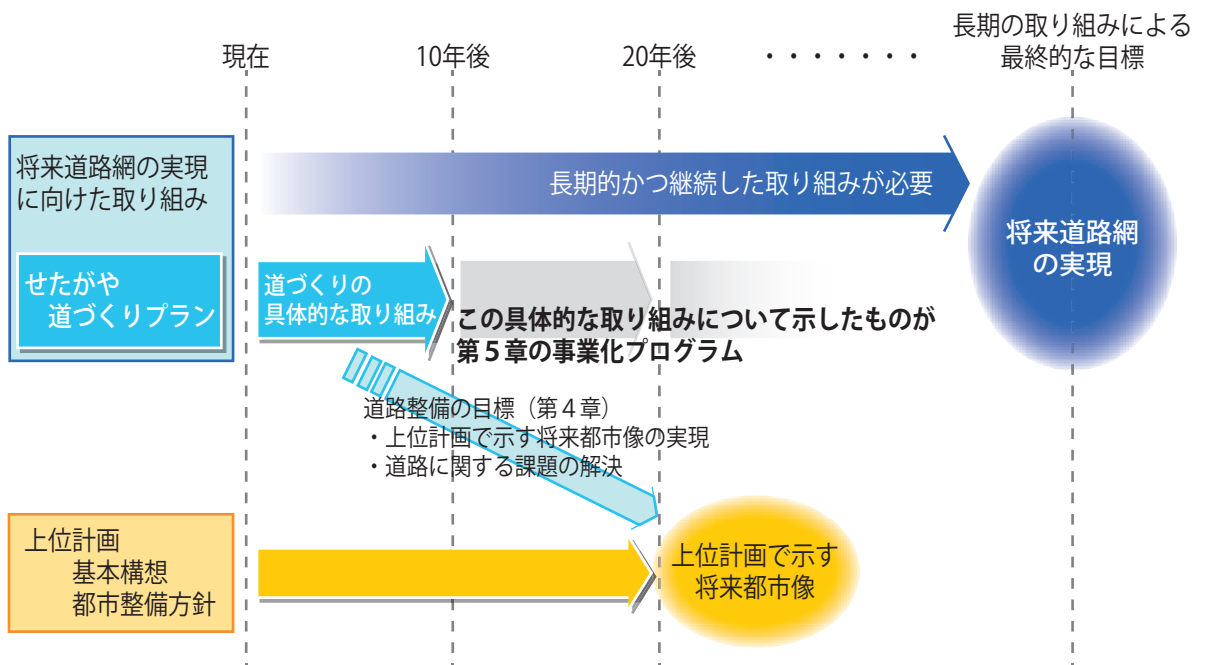 現在
10年後
20年後
・・・・・・・
長期の取り組みによる
最終的な目標
将来道路網の実現
に向けた取り組み
長期的かつ継続した取り組みが必要
将来道路網
の実現
せたがや
道づくりプラン
道づくりの
具体的な取り組み
この具体的な取り組みについて示したものが
第5章の事業化プログラム
道路整備の目標（第4章）
・上位計画で示す将来都市像の実現
・道路に関する課題の解決
上位計画
基本構想
都市整備方針
上位計画で示す
将来都市像